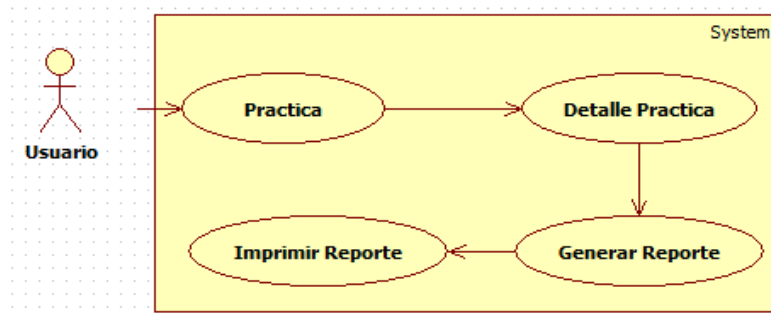 System
Practica
Detalle Practica
Usuario
Imprimir Reporte
Generar Reporte